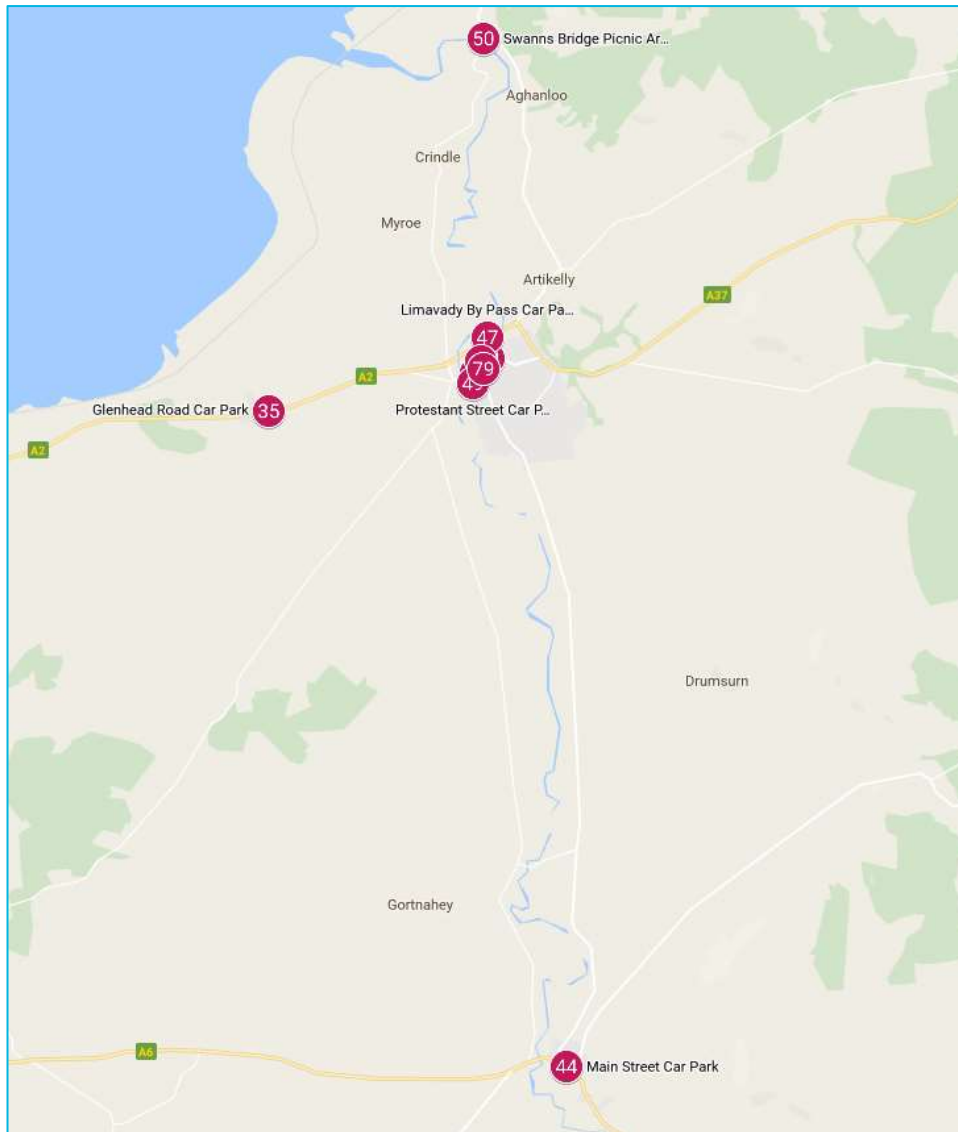 50 Swanns Bridge Picnic Ar...
Aghanloo
Crindle
Myroe
Artikelly
A37
Limavady By Pass Car Pa...
47
79
A2
Glenhead Road Car Park 35
Protestant Street Car P...
A2
Drumsurn
Gortnahey
A6
44 Main Street Car Park